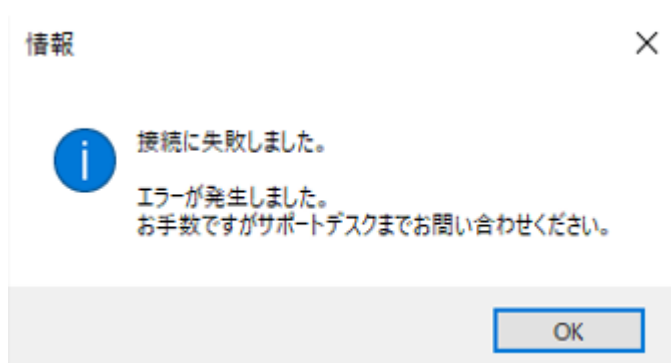 情報
接続に失敗しました。
エラーが発生しました。
お手数ですがサポートデスクまでお問い合わせください。
OK